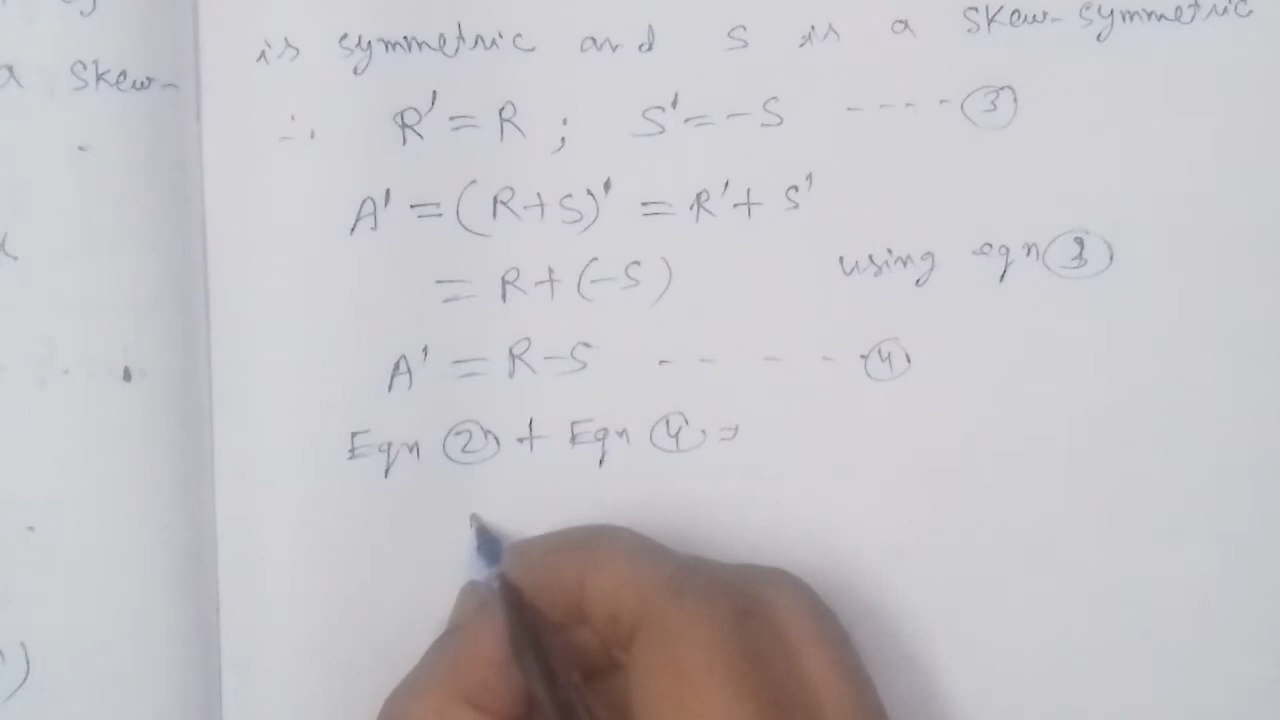 a skew-
is symmetric and S is a skew-symmetric
∴ R' = R ; S' = -S ---- ③
A' = (R+S)' = R' + S'
= R + (-S) using eqn ③
A' = R-S - - - - ④
Eqn ② + Eqn ④ ⇒